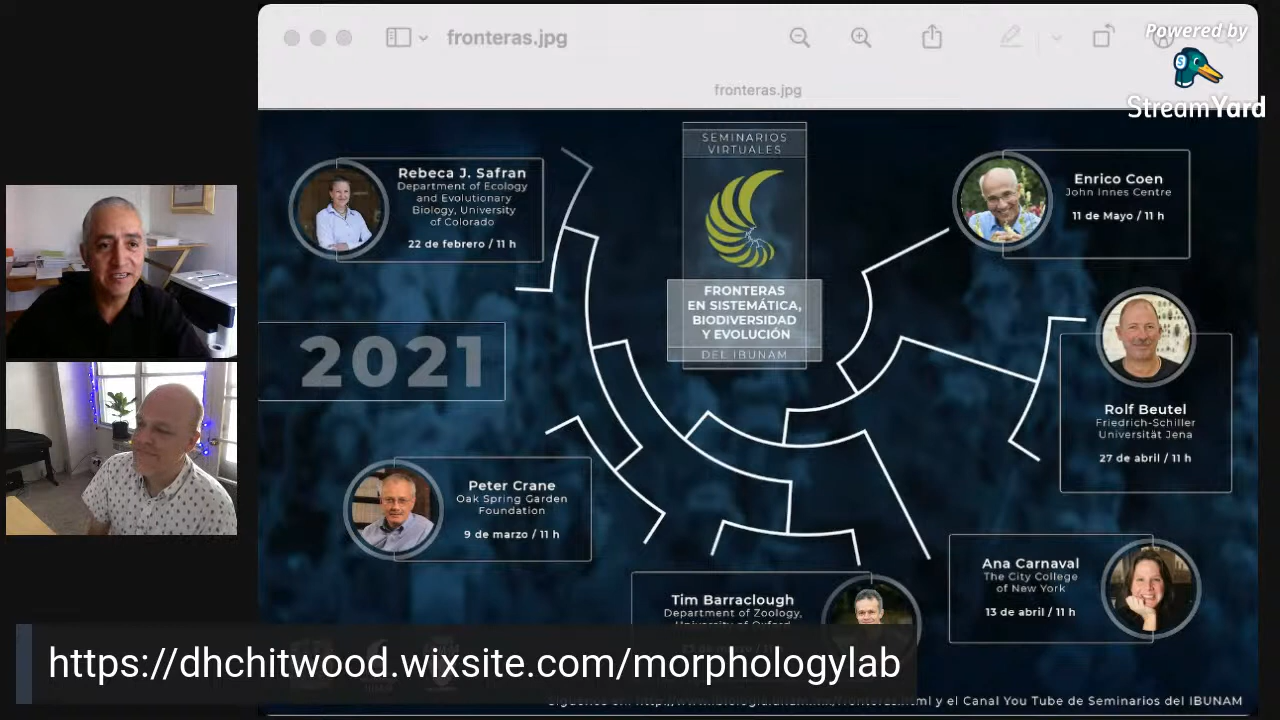 fronteras.jpg
Powered by
StreamYard
fronteras.jpg
SEMINARIOS
VIRTUALES
FRONTERAS
EN SISTEMÁTICA,
BIODIVERSIDAD
Y EVOLUCIÓN
DEL IBUNAM
Rebeca J. Safran
Department of Ecology
and Evolutionary
Biology, University
of Colorado
22 de febrero / 11 h
Enrico Coen
John Innes Centre
11 de Mayo / 11 h
2021
Rolf Beutel
Friedrich-Schiller
Universität Jena
27 de abril / 11 h
Peter Crane
Oak Spring Garden
Foundation
9 de marzo / 11 h
Ana Carnaval
The City College
of New York
13 de abril / 11 h
Tim Barraclough
Department of Zoology,
University of Oxford
https://dhchitwood.wixsite.com/morphologylab
y el Canal You Tube de Seminarios del IBUNAM